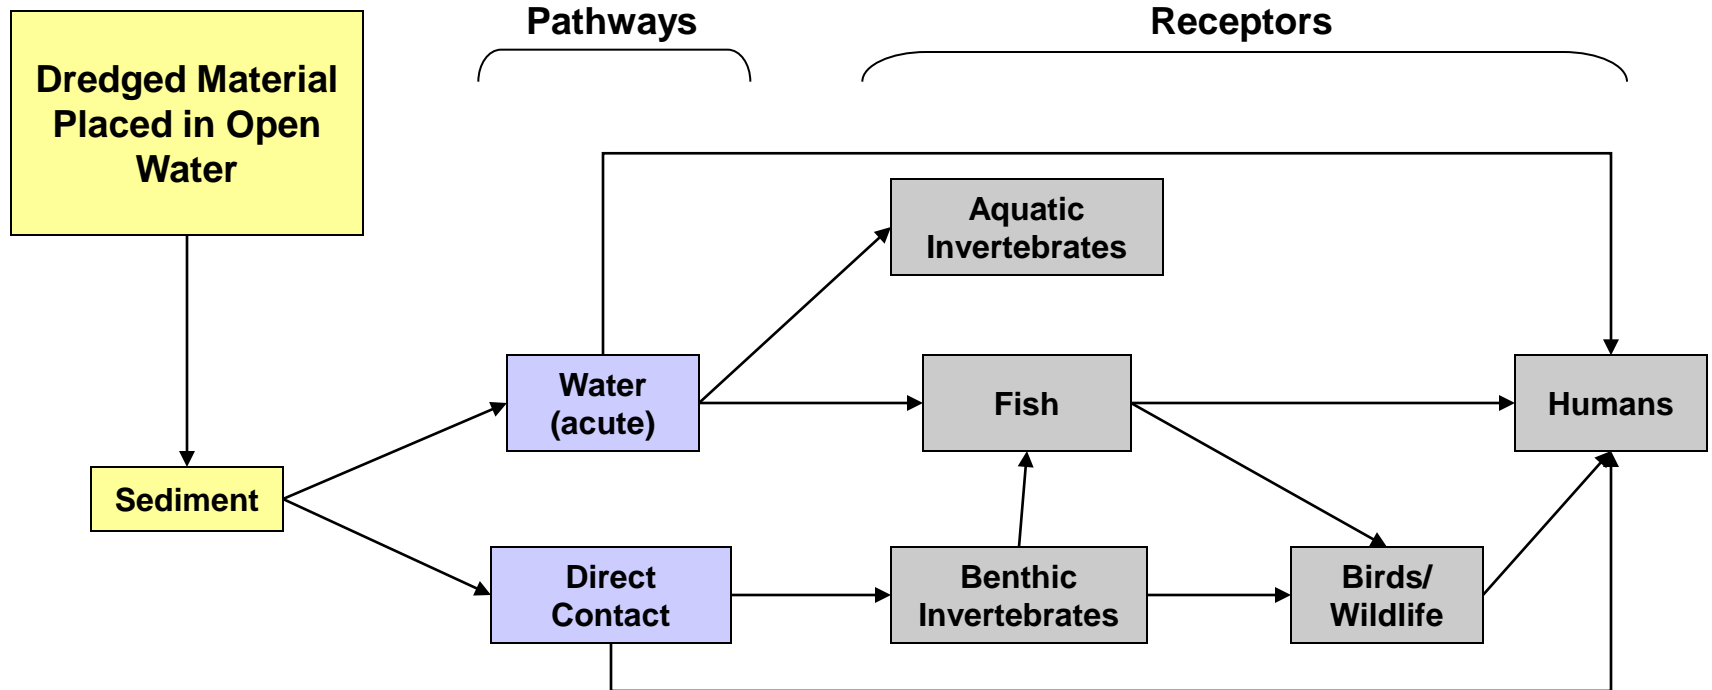 Pathways
Receptors
Dredged Material
Placed in Open
Water
Aquatic
Invertebrates
Water
(acute)
Fish
Humans
Sediment
Direct
Contact
Benthic
Invertebrates
Birds/
Wildlife